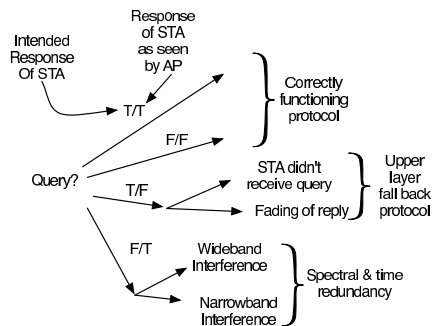 Intended
Response
Of STA
Response
of STA
as seen
by AP
T/T
F/F
Correctly
functioning
protocol
Query?
T/F
STA didn't
receive query
Fading of reply
Upper
layer
fall back
protocol
F/T
Wideband
Interference
Narrowband
Interference
Spectral & time
redundancy